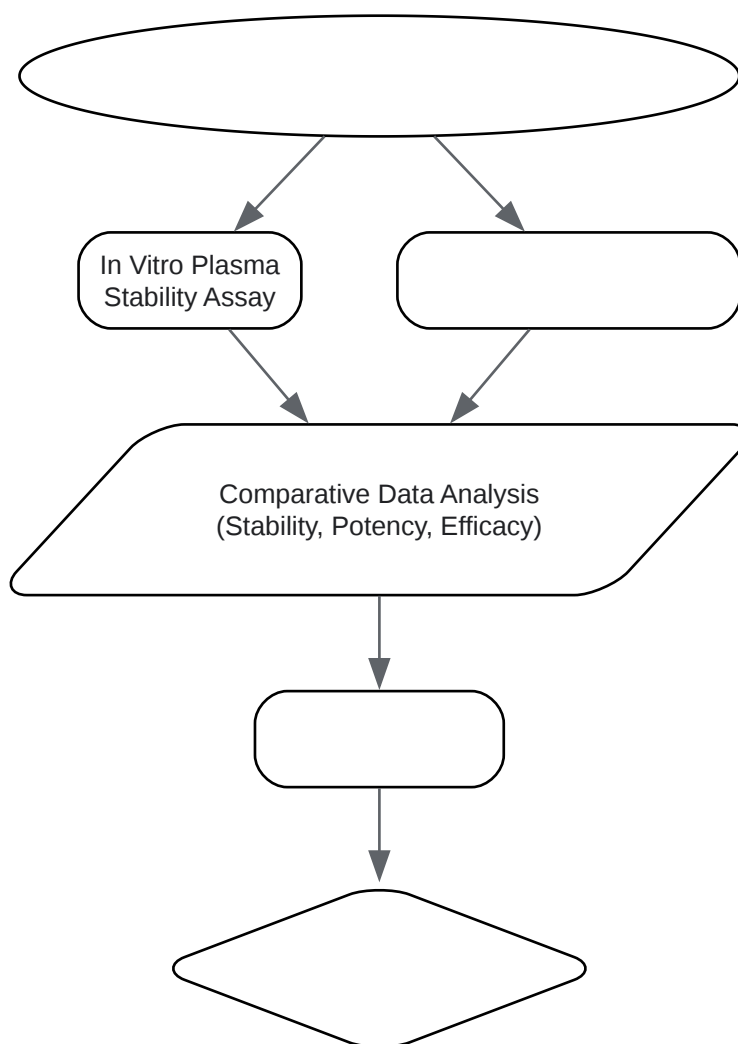 In Vitro Plasma
Stability Assay
Comparative Data Analysis
(Stability, Potency, Efficacy)